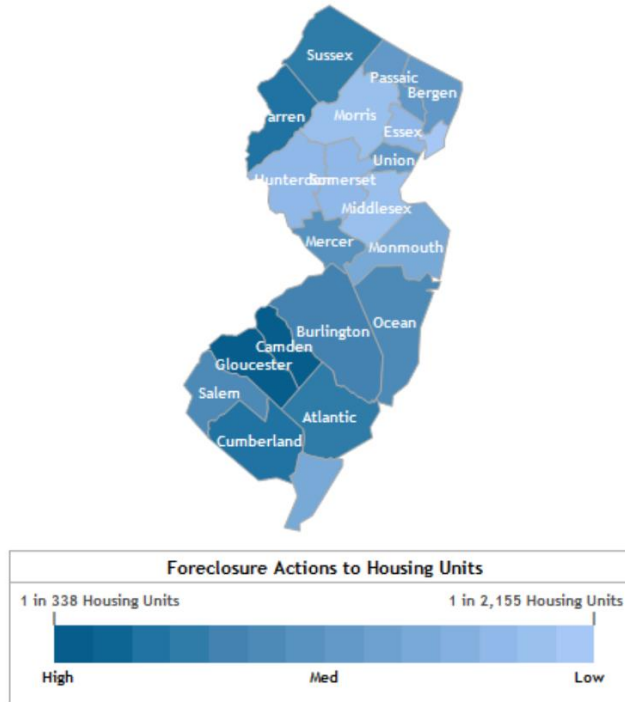 Sussex
Passaic
Bergen
arren
Morris
Essex
Union
Hunterdon
Somerset
Middlesex
Mercer
Monmouth
Ocean
Burlington
Camden
Gloucester
Salem
Atlantic
Cumberland
Foreclosure Actions to Housing Units
1 in 338 Housing Units 1 in 2,155 Housing Units
High Med Low